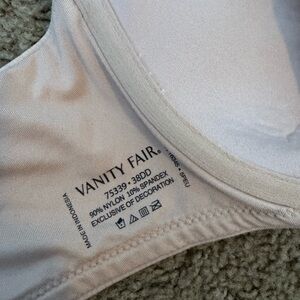 VANITY FAIR®
75339 • 38DD
90% NYLON 10% SPANDEX
EXCLUSIVE OF DECORATION
MADE IN INDONESIA